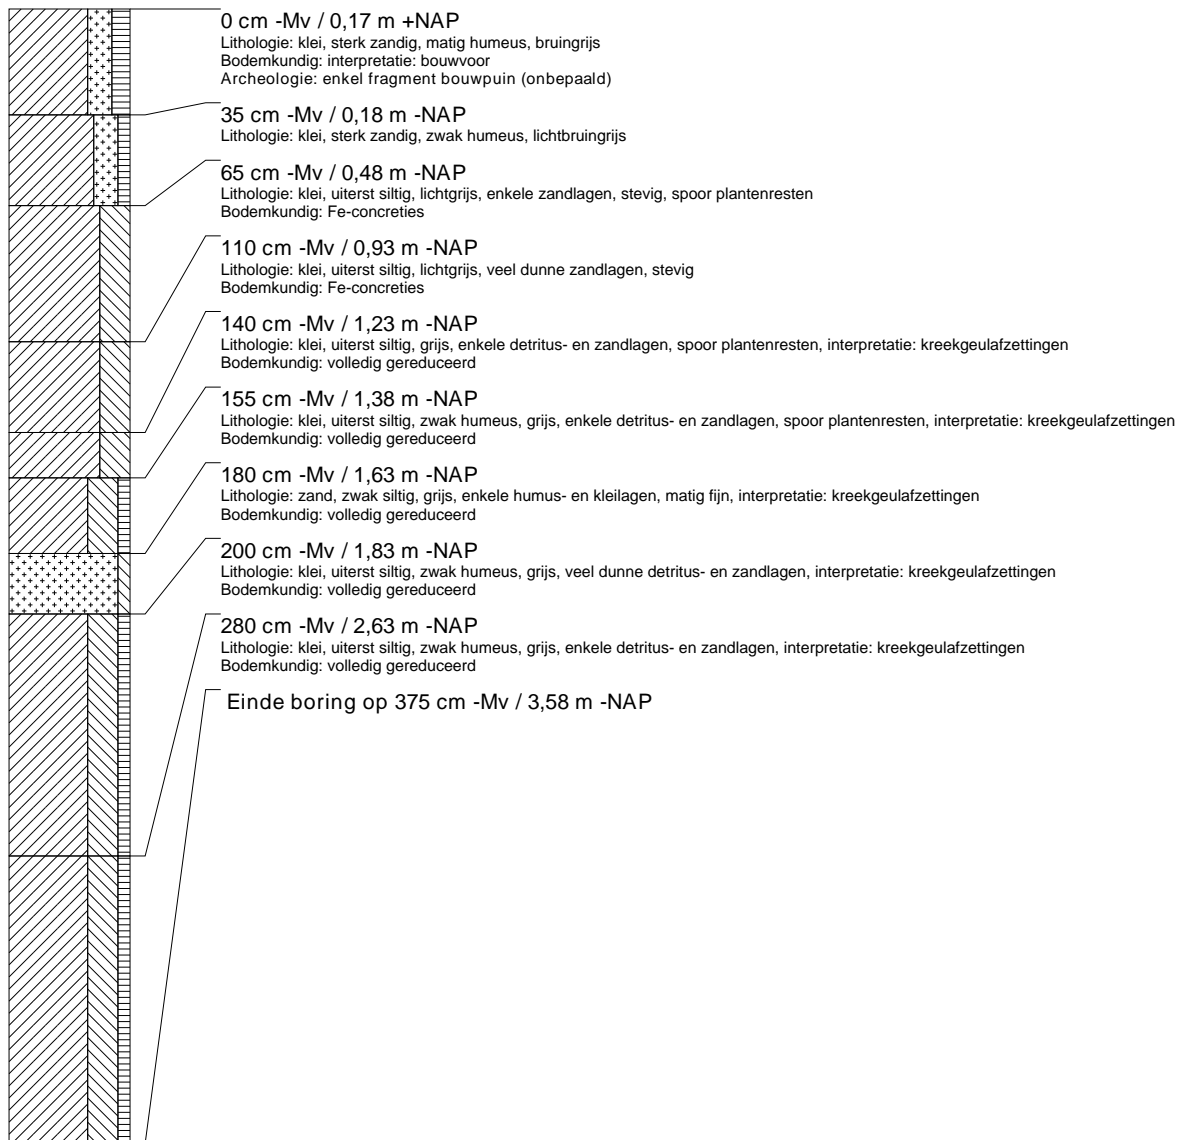 0 cm -Mv / 0,17 m +NAP
Lithologie: klei, sterk zandig, matig humeus, bruingrijs
Bodemkundig: interpretatie: bouwvoor
Archeologie: enkel fragment bouwpuin (onbepaald)
35 cm -Mv / 0,18 m -NAP
Lithologie: klei, sterk zandig, zwak humeus, lichtbruingrijs
65 cm -Mv / 0,48 m -NAP
Lithologie: klei, uiterst siltig, lichtgrijs, enkele zandlagen, stevig, spoor plantenresten
Bodemkundig: Fe-concreties
110 cm -Mv / 0,93 m -NAP
Lithologie: klei, uiterst siltig, lichtgrijs, veel dunne zandlagen, stevig
Bodemkundig: Fe-concreties
140 cm -Mv / 1,23 m -NAP
Lithologie: klei, uiterst siltig, grijs, enkele detritus- en zandlagen, spoor plantenresten, interpretatie: kreekgeulafzettingen
Bodemkundig: volledig gereduceerd
155 cm -Mv / 1,38 m -NAP
Lithologie: klei, uiterst siltig, zwak humeus, grijs, enkele detritus- en zandlagen, spoor plantenresten, interpretatie: kreekgeulafzettingen
Bodemkundig: volledig gereduceerd
180 cm -Mv / 1,63 m -NAP
Lithologie: zand, zwak siltig, grijs, enkele humus- en kleilagen, matig fijn, interpretatie: kreekgeulafzettingen
Bodemkundig: volledig gereduceerd
200 cm -Mv / 1,83 m -NAP
Lithologie: klei, uiterst siltig, zwak humeus, grijs, veel dunne detritus- en zandlagen, interpretatie: kreekgeulafzettingen
Bodemkundig: volledig gereduceerd
280 cm -Mv / 2,63 m -NAP
Lithologie: klei, uiterst siltig, zwak humeus, grijs, enkele detritus- en zandlagen, interpretatie: kreekgeulafzettingen
Bodemkundig: volledig gereduceerd
Einde boring op 375 cm -Mv / 3,58 m -NAP